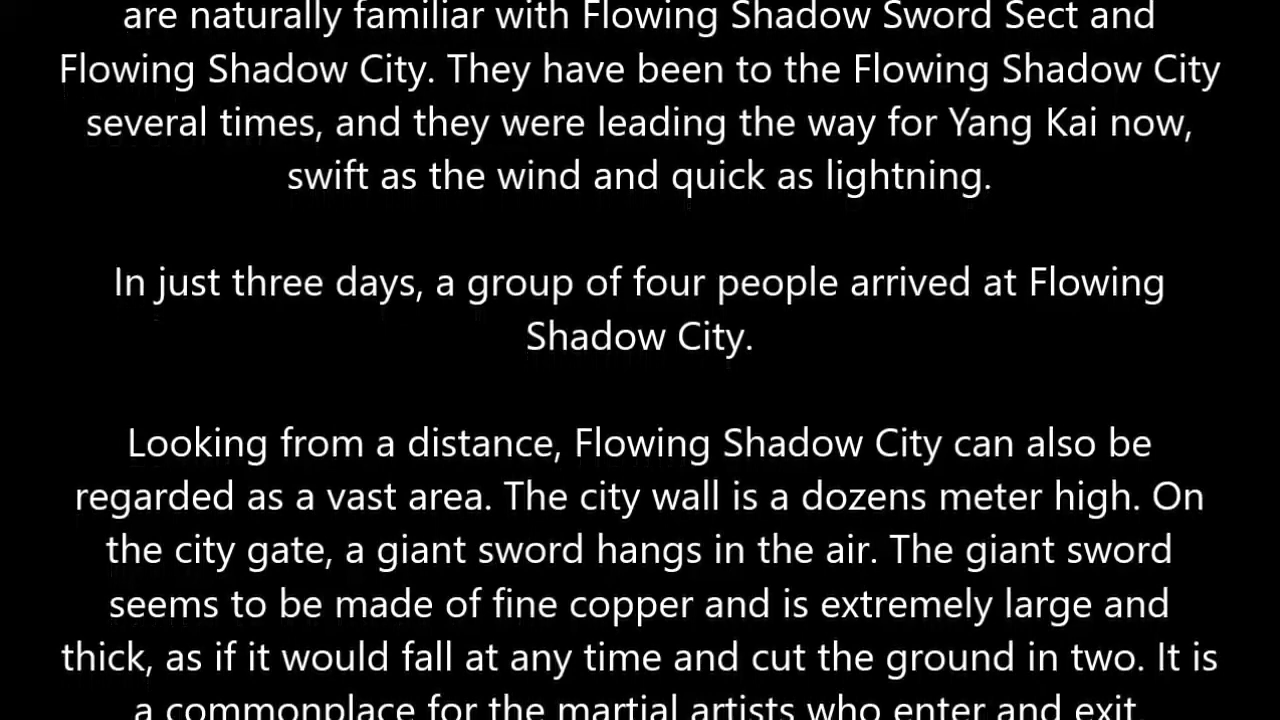 are naturally familiar with Flowing Shadow Sword Sect and
Flowing Shadow City. They have been to the Flowing Shadow City
several times, and they were leading the way for Yang Kai now,
swift as the wind and quick as lightning.
In just three days, a group of four people arrived at Flowing
Shadow City.
Looking from a distance, Flowing Shadow City can also be
regarded as a vast area. The city wall is a dozens meter high. On
the city gate, a giant sword hangs in the air. The giant sword
seems to be made of fine copper and is extremely large and
thick, as if it would fall at any time and cut the ground in two. It is
a commonplace for the martial artists who enter and exit